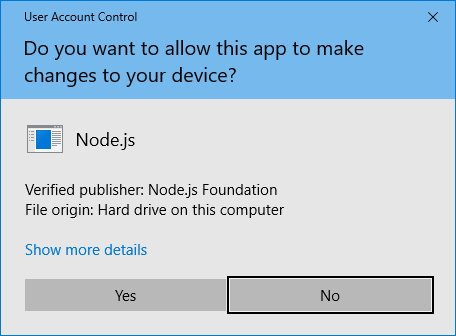 User Account Control
Do you want to allow this app to make
changes to your device?
Node.js
Verified publisher: Node.js Foundation
File origin: Hard drive on this computer
Show more details
Yes
No